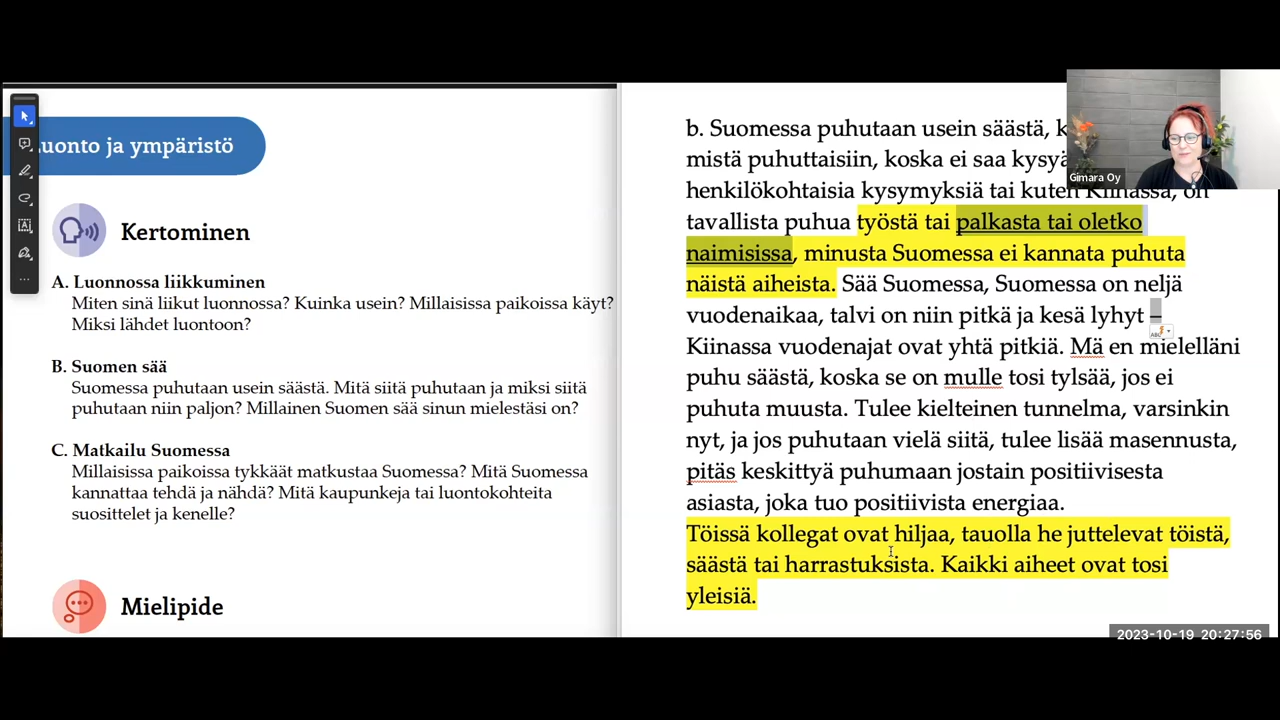 uonto ja ympäristö
Kertominen
A. Luonnossa liikkuminen
Miten sinä liikut luonnossa? Kuinka usein? Millaisissa paikoissa käyt?
Miksi lähdet luontoon?
B. Suomen sää
Suomessa puhutaan usein säästä. Mitä siitä puhutaan ja miksi siitä
puhutaan niin paljon? Millainen Suomen sää sinun mielestäsi on?
C. Matkailu Suomessa
Millaisissa paikoissa tykkäät matkustaa Suomessa? Mitä Suomessa
kannattaa tehdä ja nähdä? Mitä kaupunkeja tai luontokohteita
suosittelet ja kenelle?
Mielipide
b. Suomessa puhutaan usein säästä, k
mistä puhuttaisiin, koska ei saa kysyä
henkilökohtaisia kysymyksiä tai kuten Kiinassa, on
tavallista puhua työstä tai palkasta tai oletko
naimisissa, minusta Suomessa ei kannata puhuta
näistä aiheista. Sää Suomessa, Suomessa on neljä
vuodenaikaa, talvi on niin pitkä ja kesä lyhyt –
Kiinassa vuodenajat ovat yhtä pitkiä. Mä en mielelläni
puhu säästä, koska se on mulle tosi tylsää, jos ei
puhuta muusta. Tulee kielteinen tunnelma, varsinkin
nyt, ja jos puhutaan vielä siitä, tulee lisää masennusta,
pitäs keskittyä puhumaan jostain positiivisesta
asiasta, joka tuo positiivista energiaa.
Töissä kollegat ovat hiljaa, tauolla he juttelevat töistä,
säästä tai harrastuksista. Kaikki aiheet ovat tosi
yleisiä.
Gimara Oy
2023-10-19 20:27:56